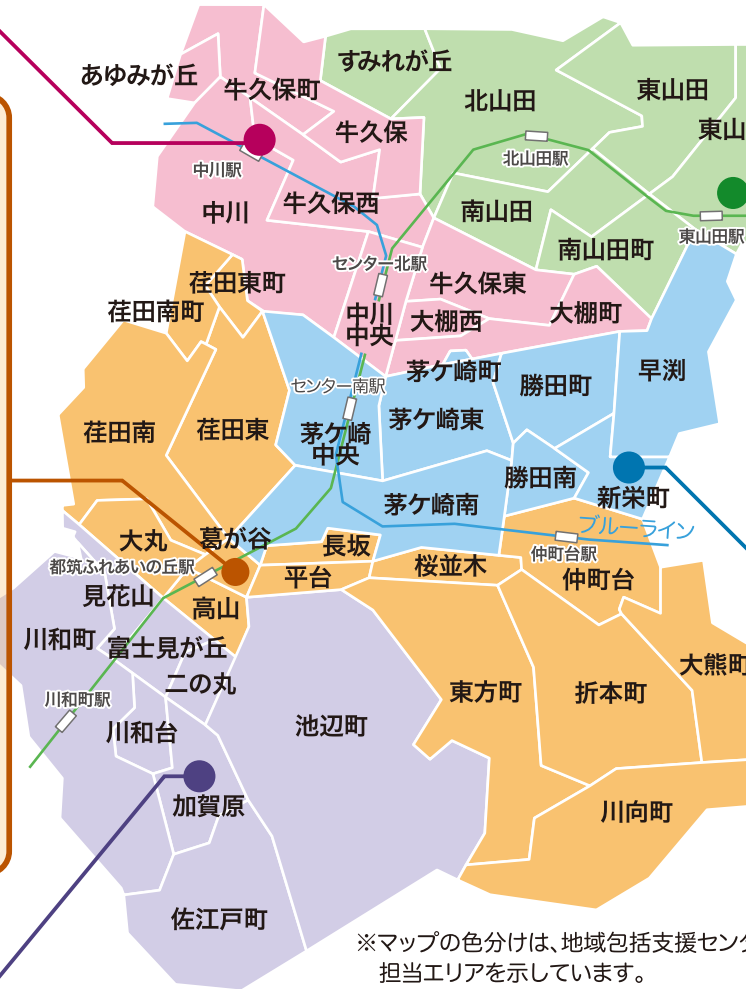 すみれが丘
あゆみが丘
牛久保町
北山田
東山田
東山
牛久保
北山田駅
中川駅
牛久保西
中川
南山田
東山田駅
南山田町
センター北駅
荏田東町
牛久保東
荏田南町
中川
中央
大棚西
大棚町
茅ケ崎町
早渕
センター南駅
勝田町
荏田南
荏田東
茅ケ崎
中央
茅ケ崎東
勝田南
新栄町
茅ケ崎南
ブルーライン
大丸
葛が谷
長坂
仲町台駅
都筑ふれあいの丘駅
平台
桜並木
仲町台
見花山
高山
川和町
富士見が丘
大熊町
二の丸
東方町
折本町
川和町駅
川和台
池辺町
加賀原
川向町
佐江戸町
※マップの色分けは、地域包括支援センタ
担当エリアを示しています。